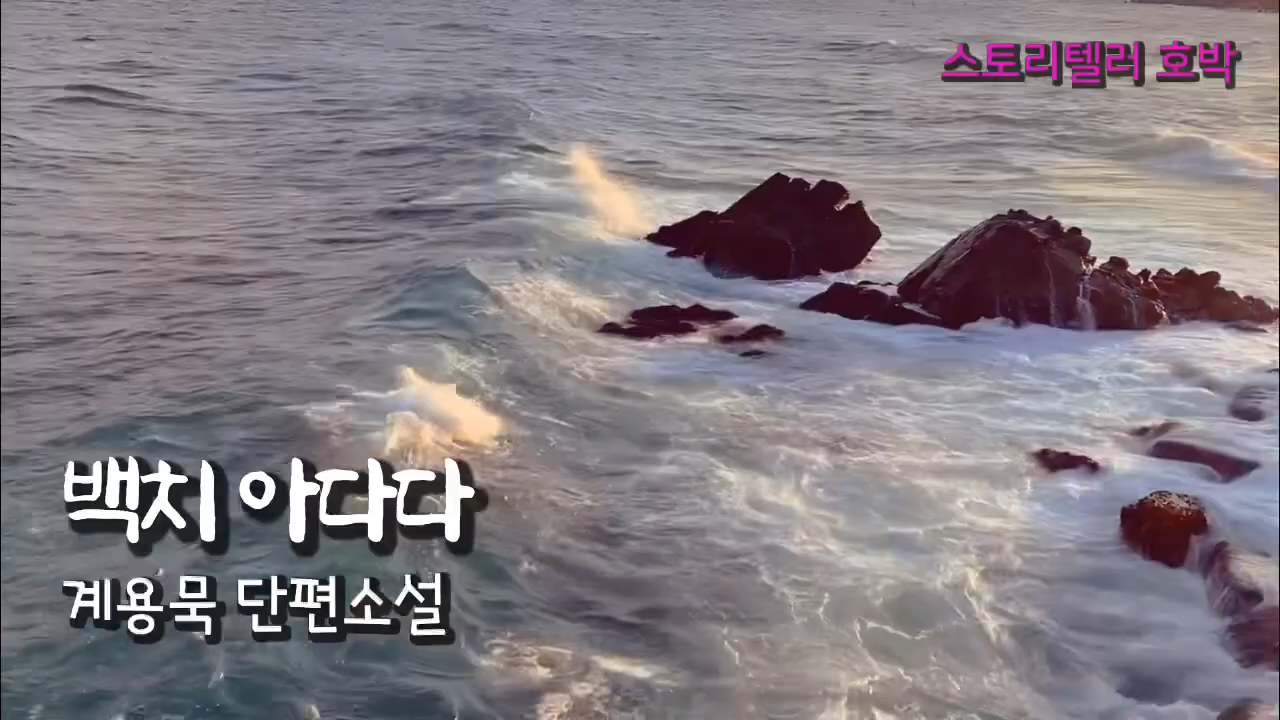 스토리텔러 호박
백치 아다다
계용묵 단편소설